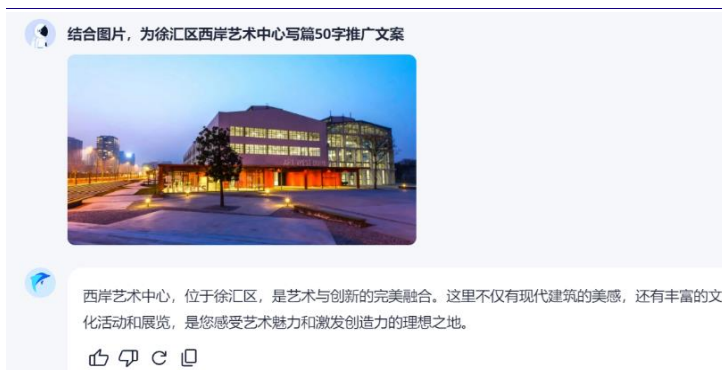 结合图片，为徐汇区西岸艺术中心写篇50字推广文案
西岸艺术中心，位于徐汇区，是艺术与创新的完美融合。这里不仅有现代建筑的美感，还有丰富的文
化活动和展览，是您感受艺术魅力和激发创造力的理想之地。